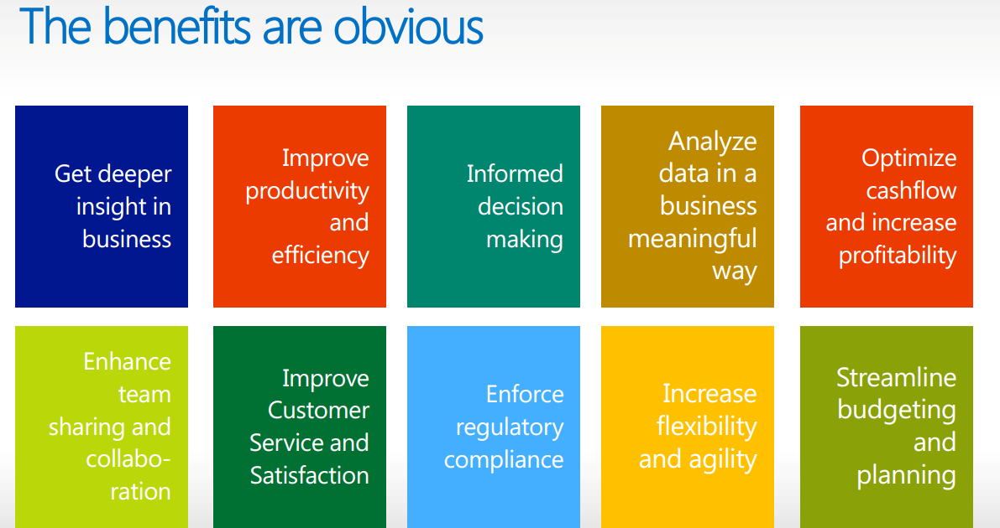 The benefits are obvious
Get deeper
insight in
business
Improve
productivity
and
efficiency
Informed
decision
making
Analyze
data in a
business
meaningful
way
Optimize
cashflow
and increase
profitability
Enhance
team
sharing and
collabo-
ration
Improve
Customer
Service and
Satisfaction
Enforce
regulatory
compliance
Increase
flexibility
and agility
Streamline
budgeting
and
planning